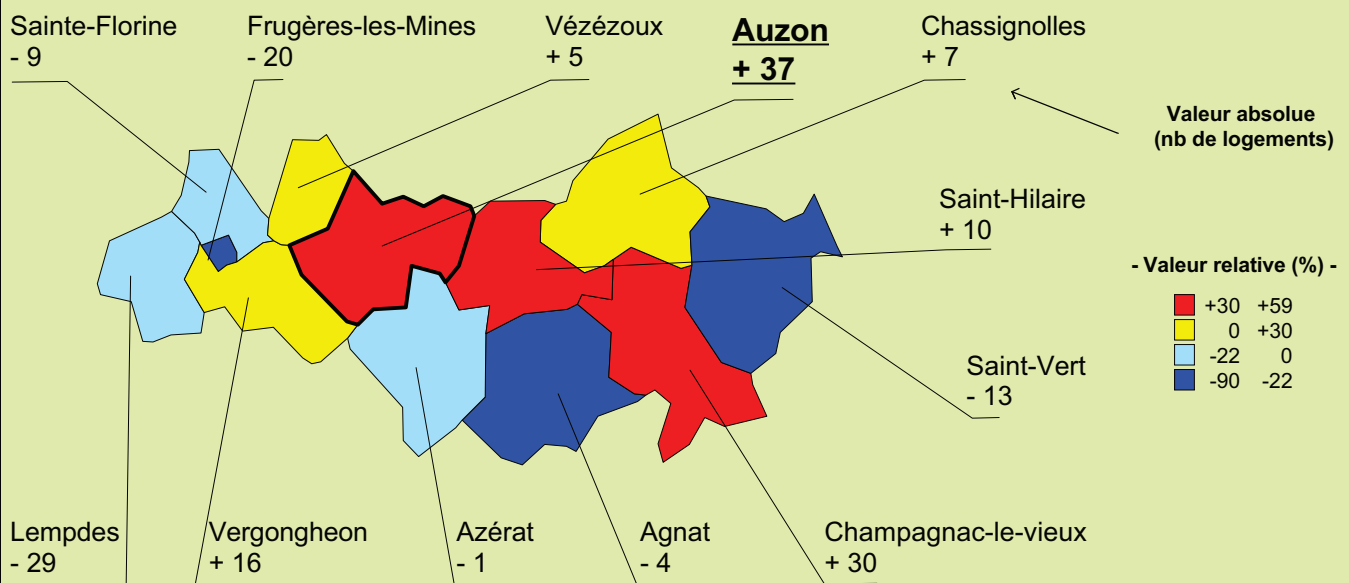 Sainte-Florine
- 9
Frugères-les-Mines
- 20
Vézézoux
+ 5
Auzon
+ 37
Chassignolles
+ 7
Valeur absolue
(nb de logements)
Saint-Hilaire
+ 10
- Valeur relative (%) -
+30 +59
0 +30
-22 0
-90 -22
Saint-Vert
- 13
Lempdes
- 29
Vergongheon
+ 16
Azérat
- 1
Agnat
- 4
Champagnac-le-vieux
+ 30